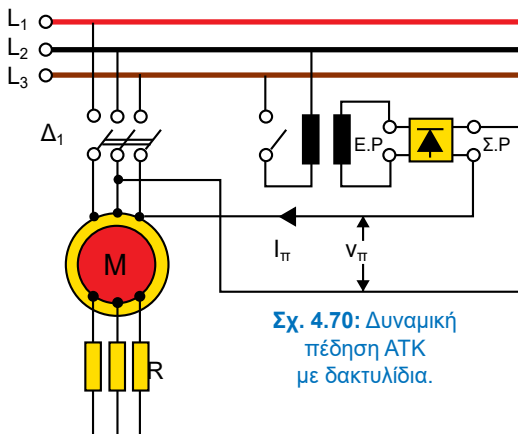 L₁
L₂
L₃
Δ₁
Ε.Ρ
Σ.Ρ
Iπ
vπ
M
R
Σχ. 4.70: Δυναμική
πέδηση ΑΤΚ
με δακτυλίδια.